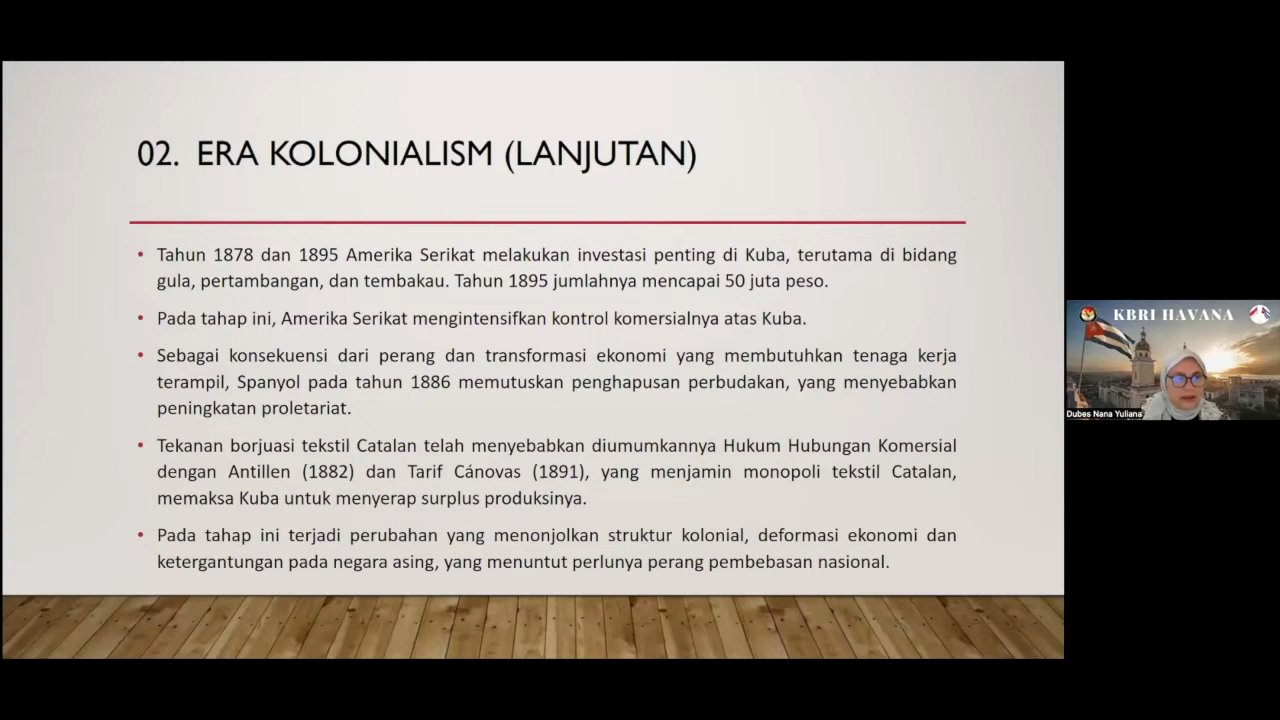 02. ERA KOLONIALISM (LANJUTAN)
• Tahun 1878 dan 1895 Amerika Serikat melakukan investasi penting di Kuba, terutama di bidang
gula, pertambangan, dan tembakau. Tahun 1895 jumlahnya mencapai 50 juta peso.
• Pada tahap ini, Amerika Serikat mengintensifkan kontrol komersialnya atas Kuba.
• Sebagai konsekuensi dari perang dan transformasi ekonomi yang membutuhkan tenaga kerja
terampil, Spanyol pada tahun 1886 memutuskan penghapusan perbudakan, yang menyebabkan
peningkatan proletariat.
• Tekanan borjuasi tekstil Catalan telah menyebabkan diumumkannya Hukum Hubungan Komersial
dengan Antillen (1882) dan Tarif Cánovas (1891), yang menjamin monopoli tekstil Catalan,
memaksa Kuba untuk menyerap surplus produksinya.
• Pada tahap ini terjadi perubahan yang menonjolkan struktur kolonial, deformasi ekonomi dan
ketergantungan pada negara asing, yang menuntut perlunya perang pembebasan nasional.
KBRI HAVANA
Dubes Nana Yuliana